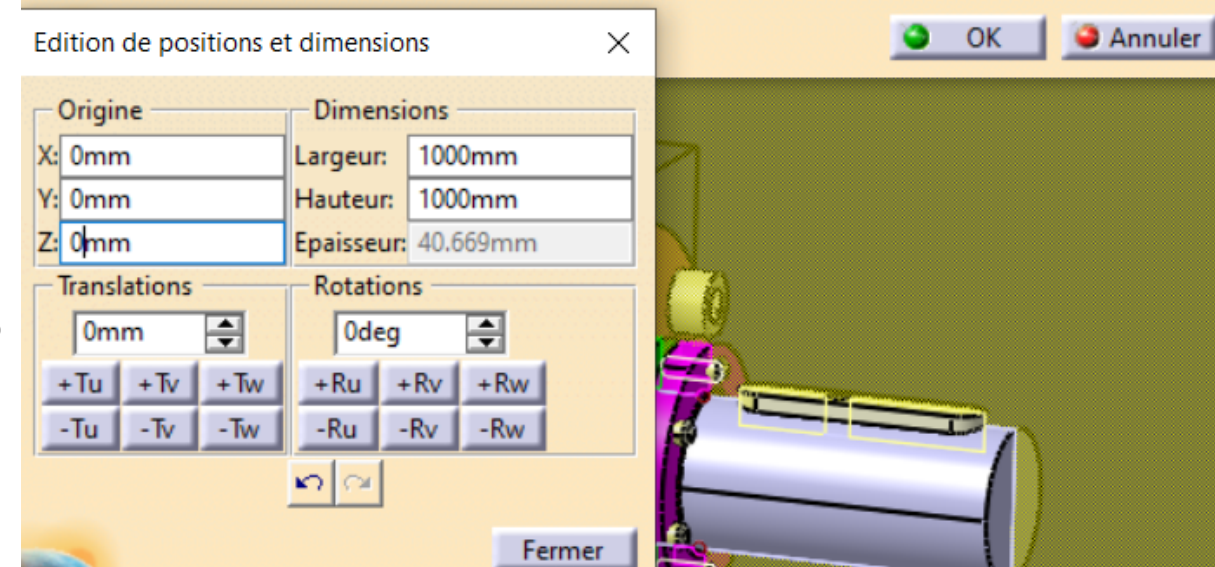 Edition de positions et dimensions
OK
Annuler
Origine
Dimensions
X: 0mm
Largeur: 1000mm
Y: 0mm
Hauteur: 1000mm
Z: 0mm
Epaisseur: 40.669mm
Translations
Rotations
0mm
0deg
+Tu +Tv +Tw
+Ru +Rv +Rw
-Tu -Tv -Tw
-Ru -Rv -Rw
Fermer